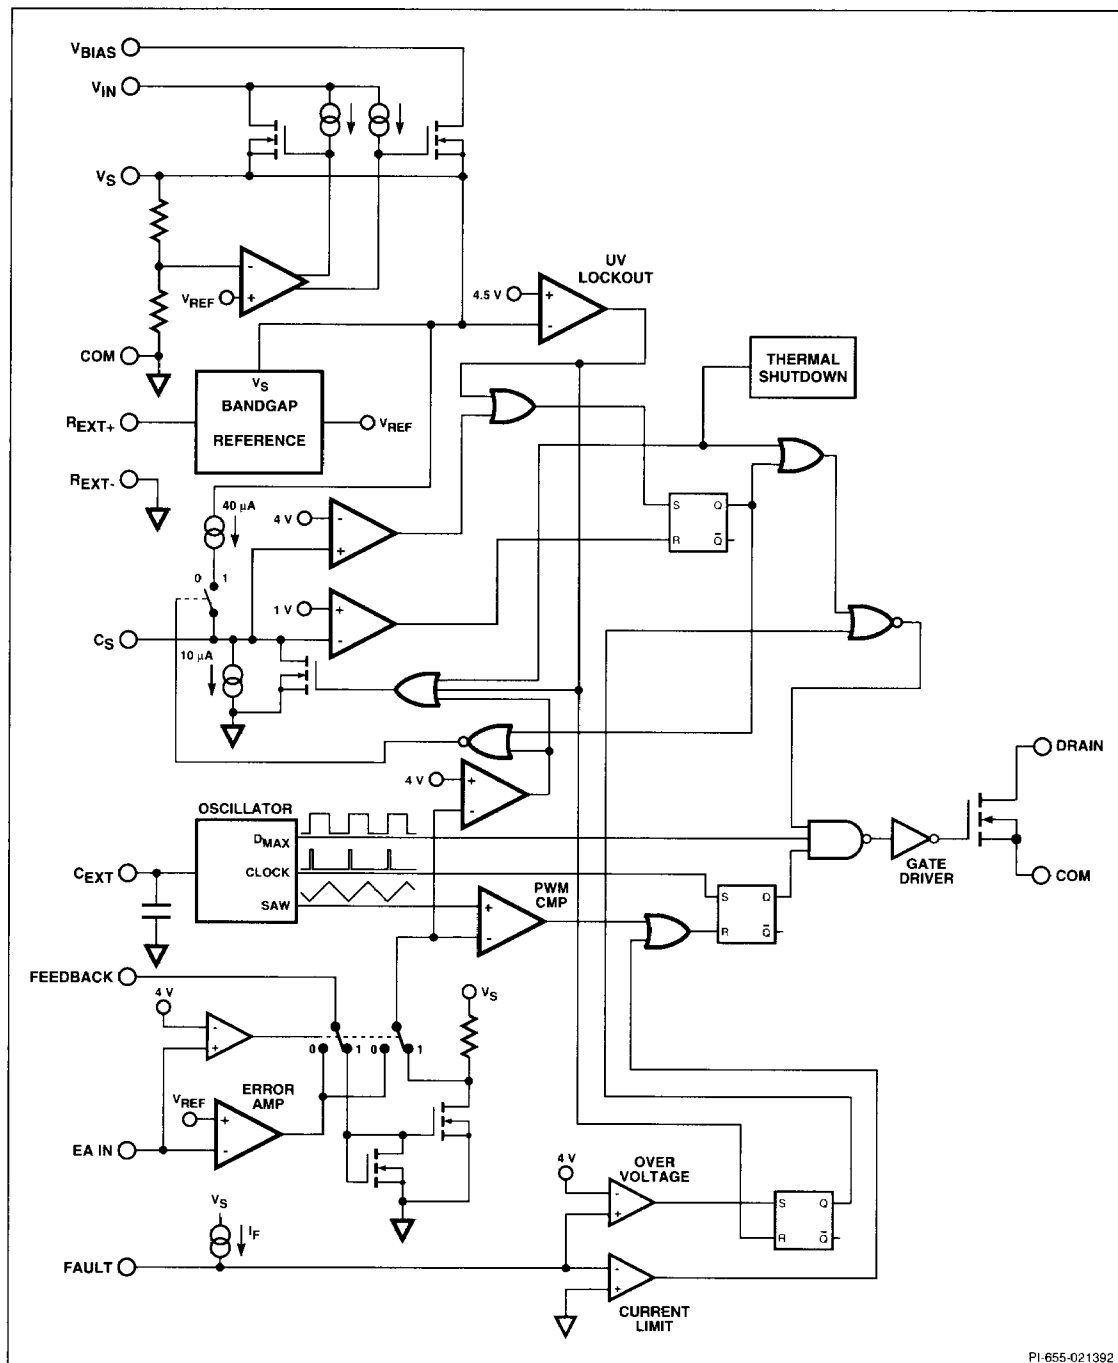 VBIAS
VIN
VS
VREF
COM
UV
LOCKOUT
4.5 V
THERMAL
SHUTDOWN
VS
BANDGAP
REFERENCE
REXT+
VREF
REXT-
40 µA
4 V
S Q
R Q̅
0 1
1 V
CS
10 µA
4 V
DRAIN
OSCILLATOR
DMAX
CLOCK
SAW
CEXT
PWM
CMP
GATE
DRIVER
COM
S Q
R Q̅
FEEDBACK
4 V
VS
0 1 0 1
ERROR
AMP
VREF
EA IN
4 V
OVER
VOLTAGE
VS
IF
S Q
R Q̅
FAULT
CURRENT
LIMIT
PI-655-021392